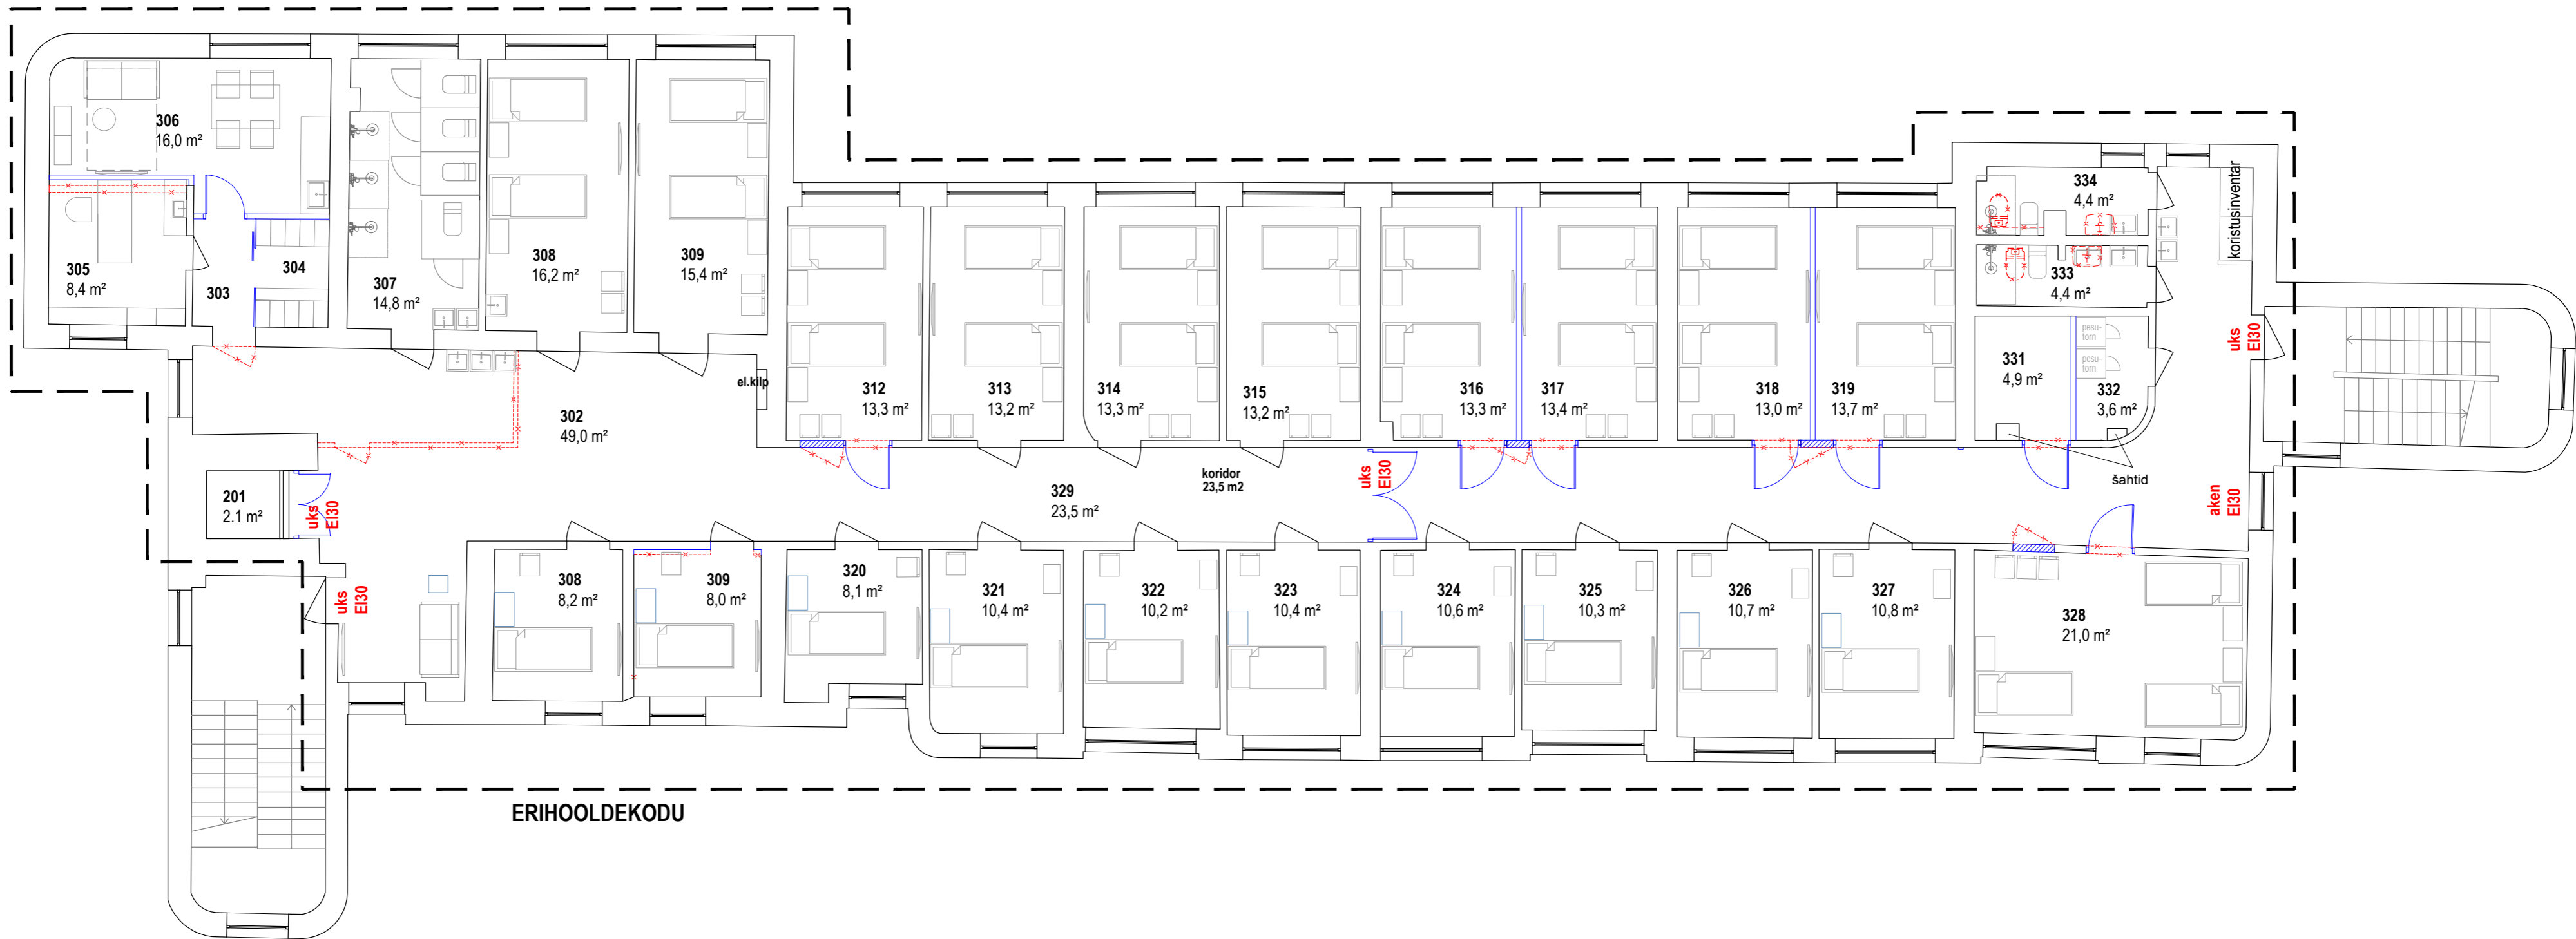 306
16,0 m²
305
8,4 m²
303
304
307
14,8 m²
308
16,2 m²
309
15,4 m²
el.kilp
302
49,0 m²
201
2.1 m²
uks
EI30
uks
EI30
312
13,3 m²
313
13,2 m²
314
13,3 m²
315
13,2 m²
316
13,3 m²
317
13,4 m²
318
13,0 m²
319
13,7 m²
334
4,4 m²
333
4,4 m²
koristusinventar
331
4,9 m²
pesu-
torn
pesu-
torn
332
3,6 m²
uks
EI30
šahtid
aken
EI30
koridor
23,5 m2
329
23,5 m²
uks
EI30
308
8,2 m²
309
8,0 m²
320
8,1 m²
321
10,4 m²
322
10,2 m²
323
10,4 m²
324
10,6 m²
325
10,3 m²
326
10,7 m²
327
10,8 m²
328
21,0 m²
ERIHOOLDEKODU